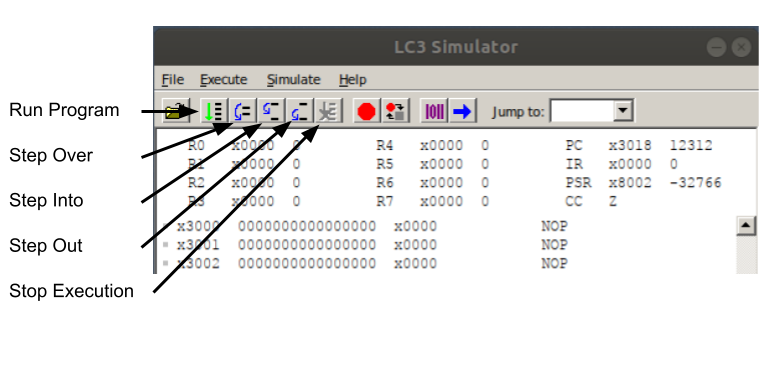 LC3 Simulator
File Execute Simulate Help
Run Program
Jump to:
R0 x0000 0 R4 x0000 0 PC x3018 12312
Step Over
R1 x0000 0 R5 x0000 0 IR x0000 0
R2 x0000 0 R6 x0000 0 PSR x8002 -32766
Step Into
R3 x0000 0 R7 x0000 0 CC Z
x3000 0000000000000000 x0000 NOP
Step Out
x3001 0000000000000000 x0000 NOP
x3002 0000000000000000 x0000 NOP
Stop Execution